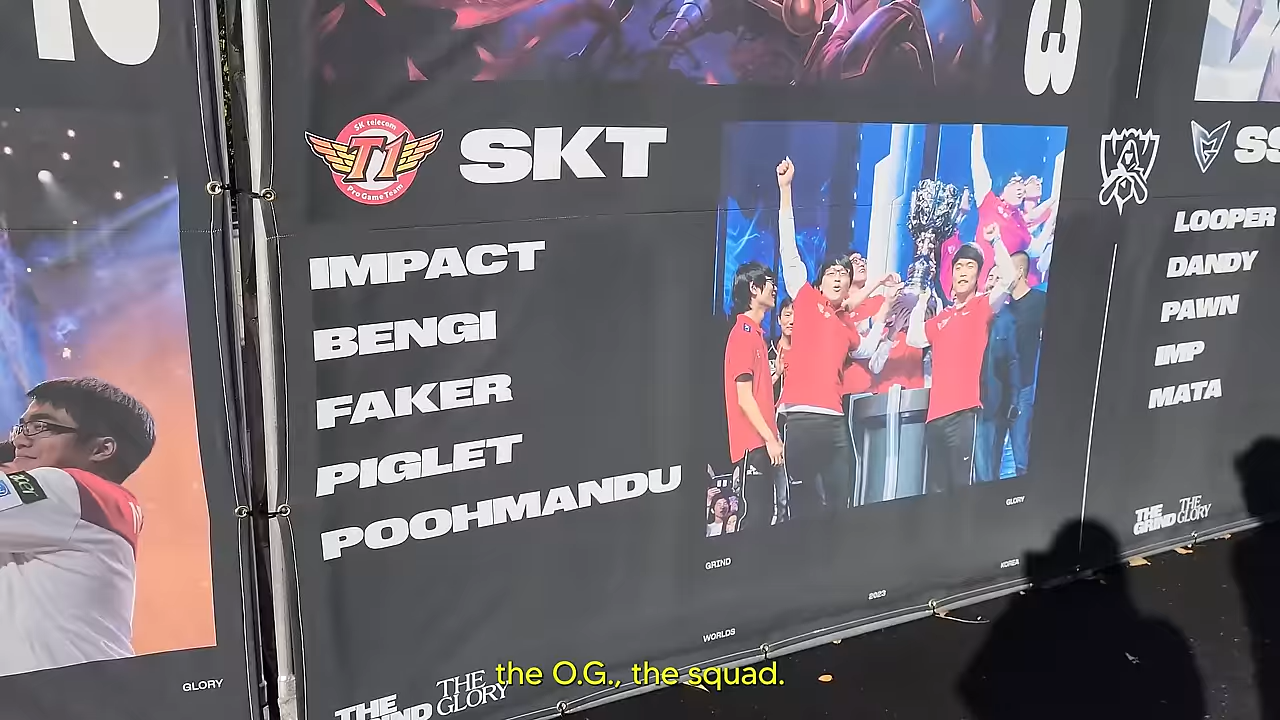 3
SK telecom
T1
Pro Game Team
SKT
IMPACT
BENGI
FAKER
PIGLET
POOHMANDU
GLORY
GRIND
KOREA
2023
WORLDS
THE
GRIND
THE
GLORY
GLORY
LOOPER
DANDY
PAWN
IMP
MATA
THE
GRIND
THE
GLORY
the O.G., the squad.